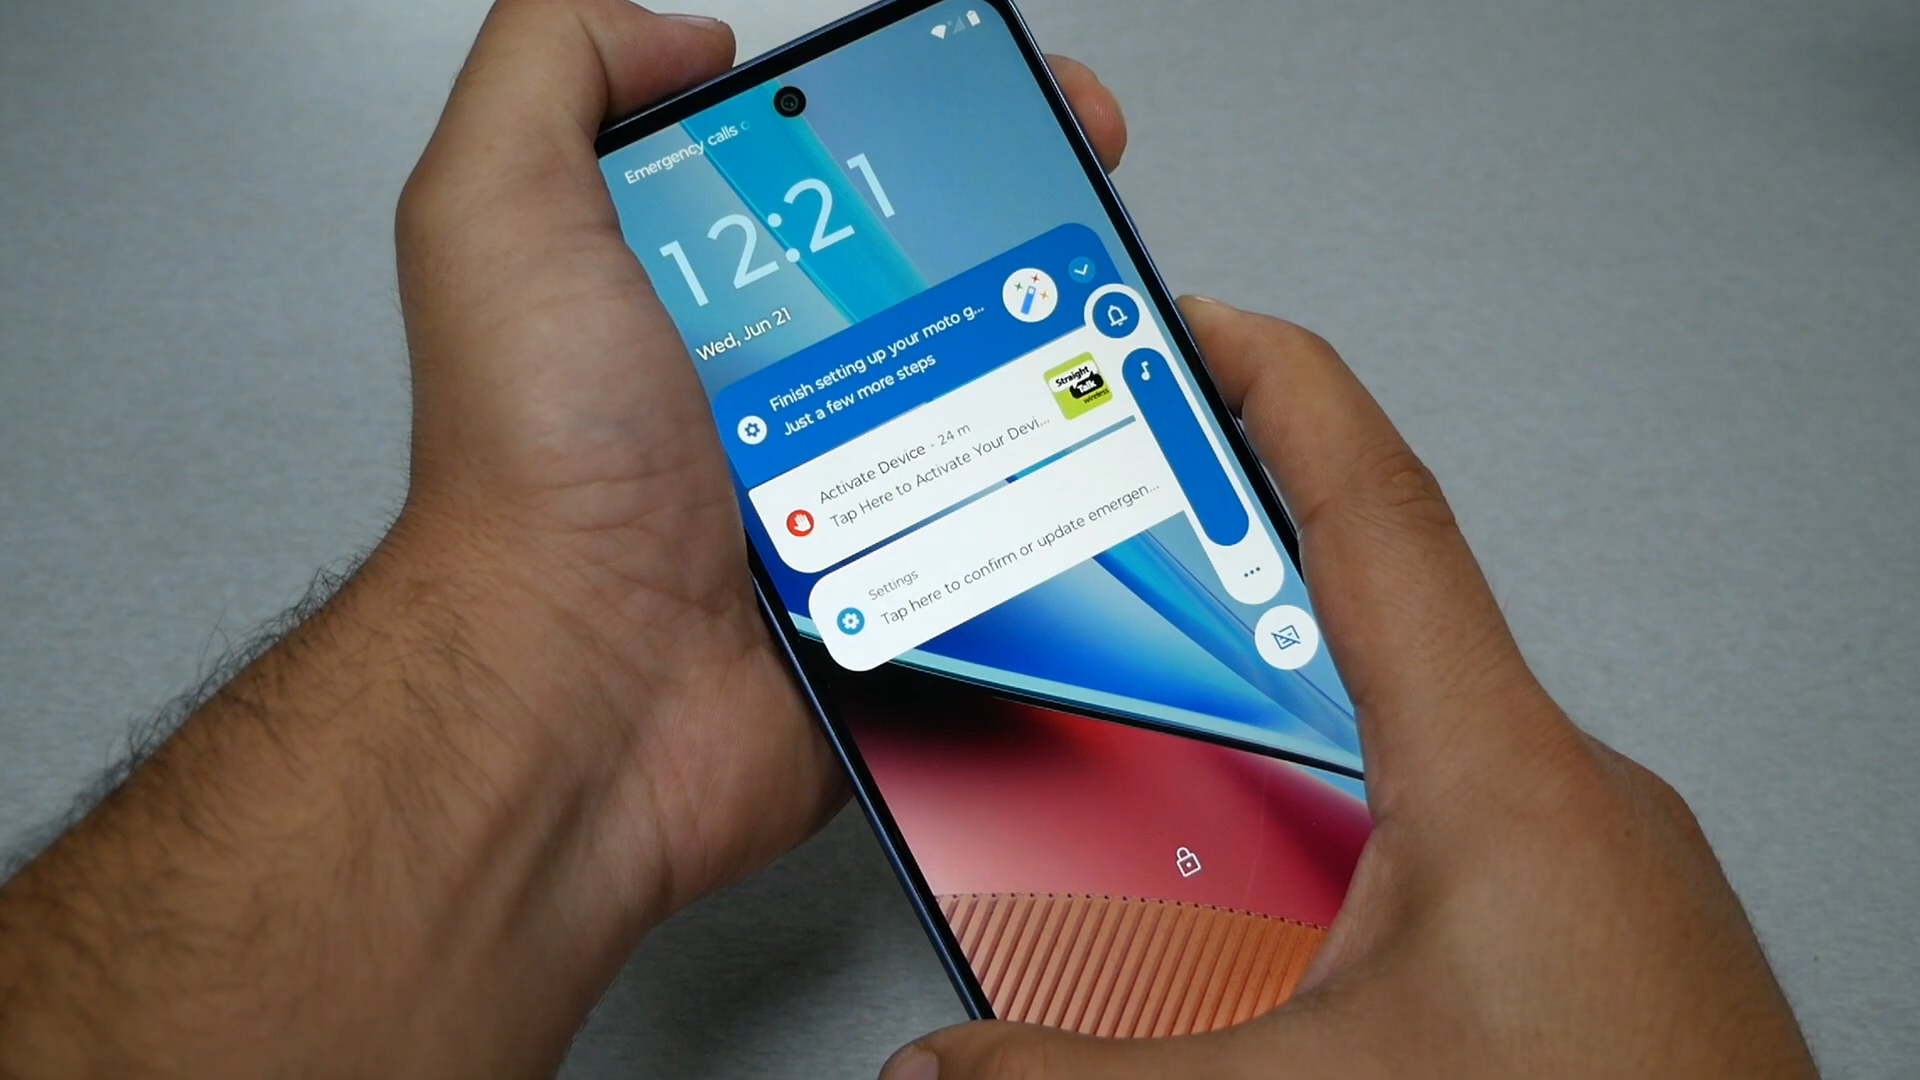 Emergency calls o
12:21
Wed, Jun 21
Finish setting up your moto g...
Just a few more steps
Activate Device - 24 m
Tap Here to Activate Your Devi...
Straight
Talk
wireless
Settings
Tap here to confirm or update emergen...